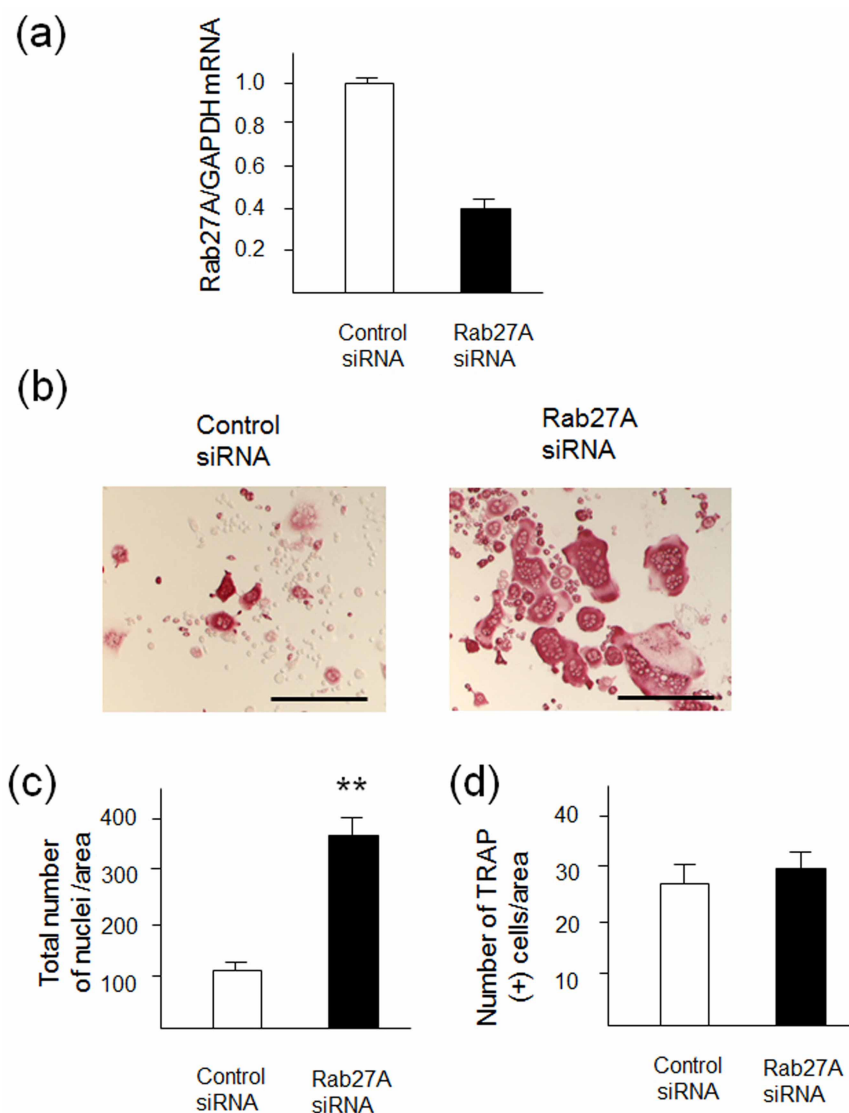 (a)
Rab27A/GAPDH mRNA
1.0
0.8
0.6
0.4
0.2
Control
siRNA
Rab27A
siRNA
(b)
Control
siRNA
Rab27A
siRNA
(c)
Total number
of nuclei /area
400
300
200
100
**
Control
siRNA
Rab27A
siRNA
(d)
Number of TRAP
(+) cells/area
40
30
20
10
Control
siRNA
Rab27A
siRNA